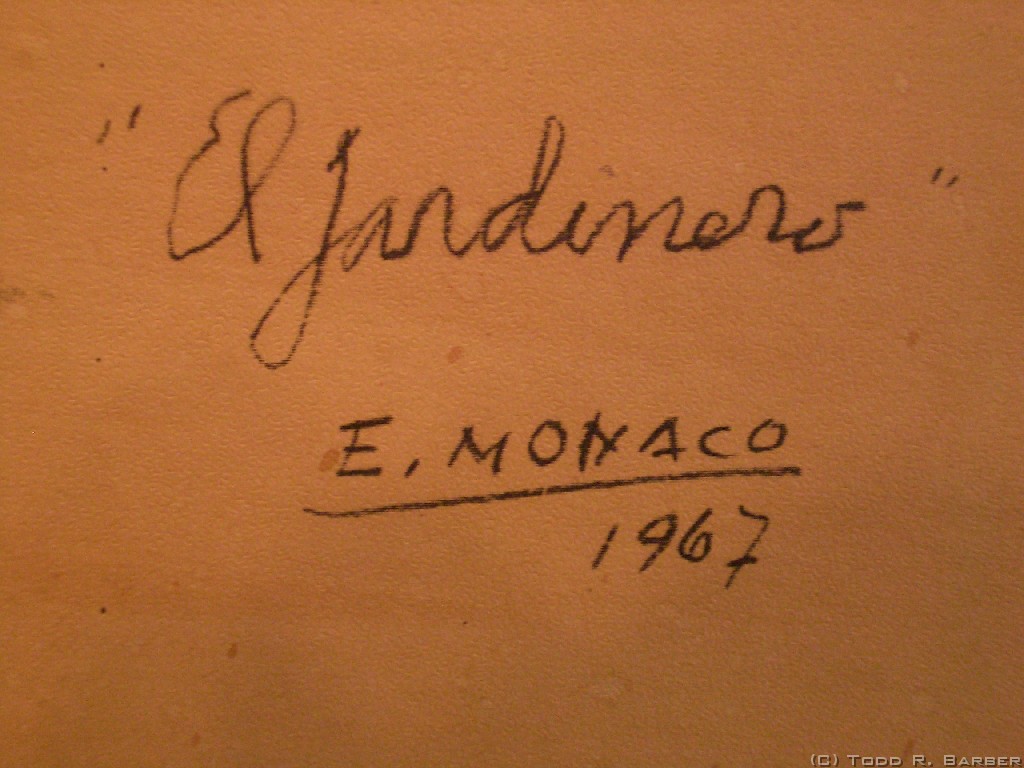 "El Jardinero"
E. MONACO
1967
(C) Todd R. Barber